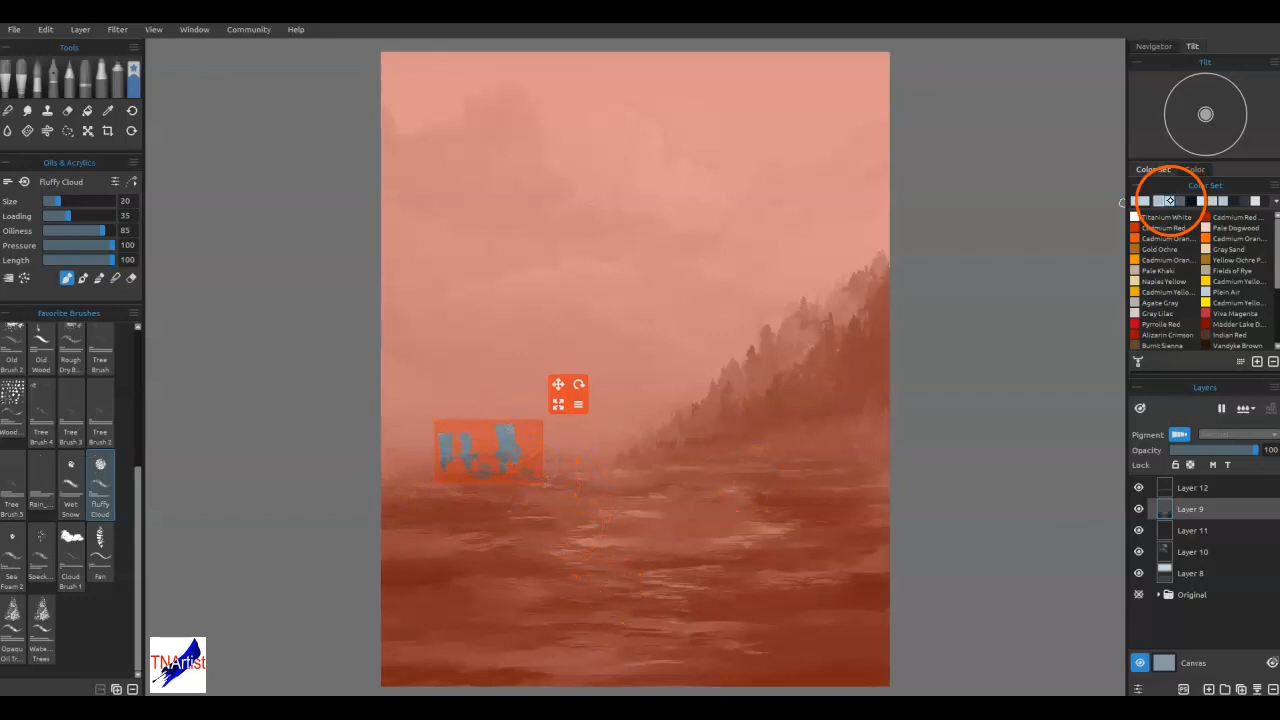 File Edit Layer Filter View Window Community Help
Tools
Navigator Tilt
Tilt
Oils & Acrylics
Fluffy Cloud
Size 20
Loading 35
Oiliness 85
Pressure 100
Length 100
Favorite Brushes
Old Brush 2
Old Wood
Rough Dry B...
Tree Brush
Wood...
Tree Brush 4
Tree Brush 3
Tree Brush 2
Tree Brush 5
Rain_...
Wet Snow
Fluffy Cloud
Sea Foam 2
Speck...
Cloud Brush 1
Fan
Opaqu Oil Tr...
Wate... Trees
TNArtist
Color Set Color
Color Set
Titanium White Cadmium Red ...
Cadmium Red ... Pale Dogwood
Cadmium Oran... Cadmium Oran...
Gold Ochre Gray Sand
Cadmium Oran... Yellow Ochre P...
Pale Khaki Fields of Rye
Naples Yellow Cadmium Yello...
Cadmium Yello... Plein Air
Agate Gray Cadmium Yello...
Gray Lilac Viva Magenta
Pyrrolla Red Madder Lake D...
Alizarin Crimson Indian Red
Burnt Sienna Vandyke Brown
Layers
Pigment
Opacity 100
Lock M T
Layer 12
Layer 9
Layer 11
Layer 10
Layer 8
Original
Canvas
PS